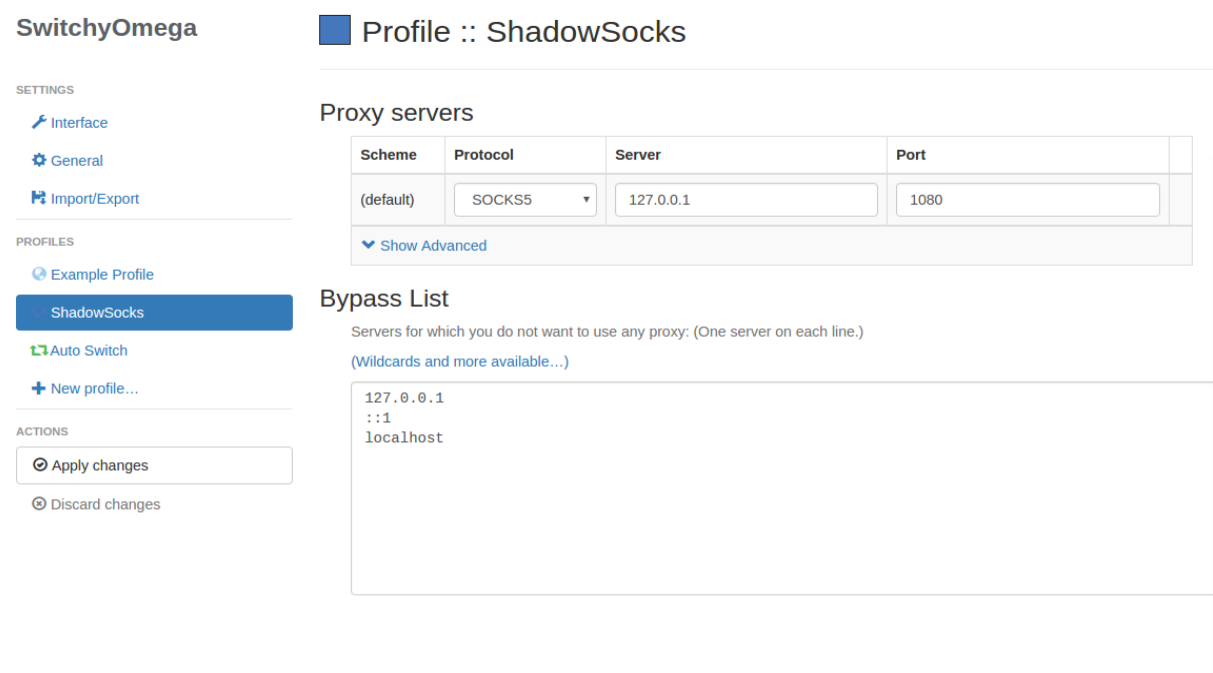 SwitchyOmega
SETTINGS
Interface
General
Import/Export
PROFILES
Example Profile
ShadowSocks
Auto Switch
New profile…
ACTIONS
Apply changes
Discard changes
Profile :: ShadowSocks
Proxy servers
Scheme Protocol Server Port
(default) SOCKS5 127.0.0.1 1080
Show Advanced
Bypass List
Servers for which you do not want to use any proxy: (One server on each line.)
(Wildcards and more available…)
127.0.0.1
::1
localhost